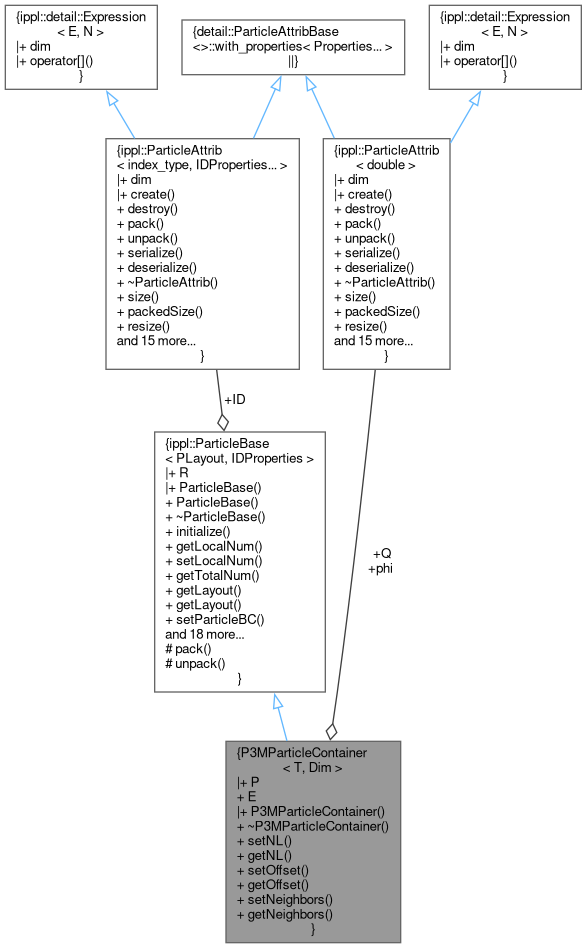 {ippl::detail::Expression
< E, N >
|+ dim
|+ operator[]()
}
{detail::ParticleAttribBase
<>::with_properties< Properties... >
||}
{ippl::detail::Expression
< E, N >
|+ dim
|+ operator[]()
}
{ippl::ParticleAttrib
< index_type, IDProperties... >
|+ dim
|+ create()
+ destroy()
+ pack()
+ unpack()
+ serialize()
+ deserialize()
+ ~ParticleAttrib()
+ size()
+ packedSize()
+ resize()
and 15 more...
}
{ippl::ParticleAttrib
< double >
|+ dim
|+ create()
+ destroy()
+ pack()
+ unpack()
+ serialize()
+ deserialize()
+ ~ParticleAttrib()
+ size()
+ packedSize()
+ resize()
and 15 more...
}
+ID
{ippl::ParticleBase
< PLayout, IDProperties >
|+ R
|+ ParticleBase()
+ ParticleBase()
+ ~ParticleBase()
+ initialize()
+ getLocalNum()
+ setLocalNum()
+ getTotalNum()
+ getLayout()
+ getLayout()
+ setParticleBC()
and 18 more...
# pack()
# unpack()
}
+Q
+phi
{P3MParticleContainer
< T, Dim >
|+ P
+ E
|+ P3MParticleContainer()
+ ~P3MParticleContainer()
+ setNL()
+ getNL()
+ setOffset()
+ getOffset()
+ setNeighbors()
+ getNeighbors()
}